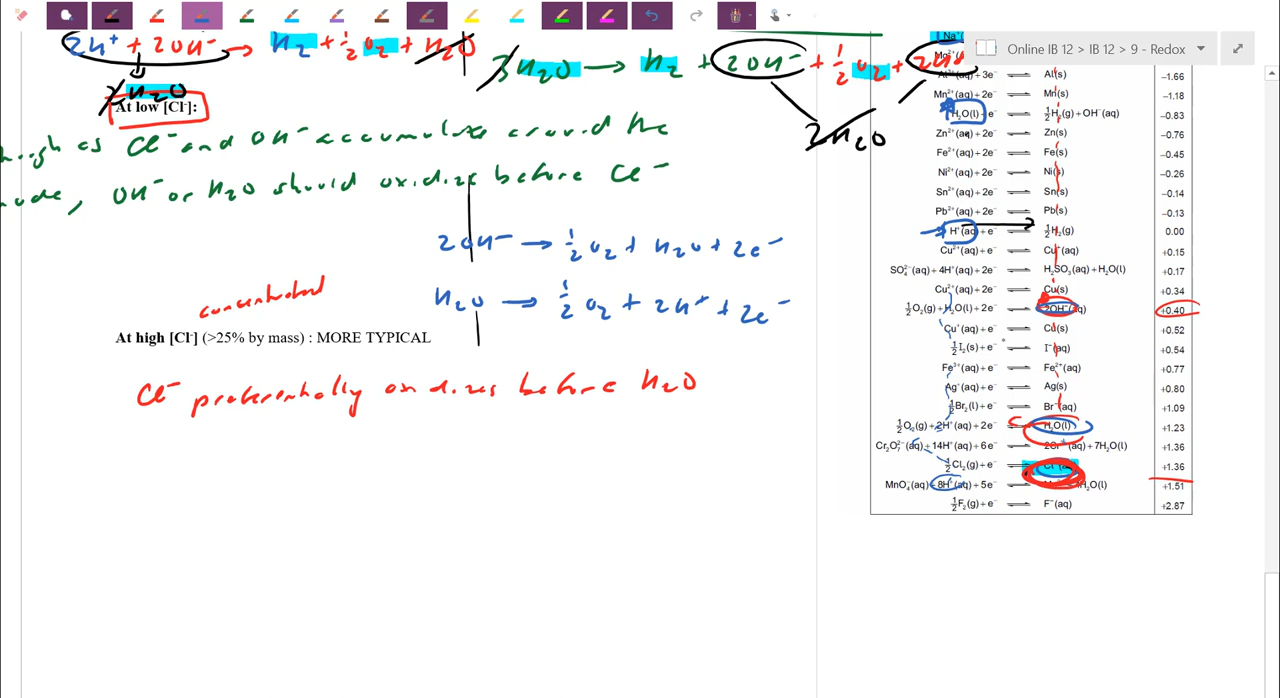 2H⁺ + 2OH⁻ → H₂ + ½O₂ + H₂O
3H₂O → H₂ + 2OH⁻ + ½O₂ + 2H
2H₂O
2H₂O
At low [Cl⁻]:
though as Cl⁻ and OH⁻ accumulate around the
node, OH⁻ or H₂O should oxidize before Cl⁻
2OH⁻ → ½O₂ + H₂O + 2e⁻
H₂O → ½O₂ + 2H⁺ + 2e⁻
concentrated
At high [Cl⁻] (>25% by mass) : MORE TYPICAL
Cl⁻ preferentially oxidizes before H₂O
Online IB 12 > IB 12 > 9 - Redox
Na⁺
Al³⁺(aq) + 3e⁻ ⇌ Al(s) −1.66
Mn²⁺(aq) + 2e⁻ ⇌ Mn(s) −1.18
H₂O(l) + e⁻ ⇌ ½H₂(g) + OH⁻(aq) −0.83
Zn²⁺(aq) + 2e⁻ ⇌ Zn(s) −0.76
Fe²⁺(aq) + 2e⁻ ⇌ Fe(s) −0.45
Ni²⁺(aq) + 2e⁻ ⇌ Ni(s) −0.26
Sn²⁺(aq) + 2e⁻ ⇌ Sn(s) −0.14
Pb²⁺(aq) + 2e⁻ ⇌ Pb(s) −0.13
H⁺(aq) + e⁻ ⇌ ½H₂(g) 0.00
Cu²⁺(aq) + e⁻ ⇌ Cu⁺(aq) +0.15
SO₄²⁻(aq) + 4H⁺(aq) + 2e⁻ ⇌ H₂SO₃(aq) + H₂O(l) +0.17
Cu²⁺(aq) + 2e⁻ ⇌ Cu(s) +0.34
½O₂(g) + H₂O(l) + 2e⁻ ⇌ 2OH⁻(aq) +0.40
Cu⁺(aq) + e⁻ ⇌ Cu(s) +0.52
½I₂(s) + e⁻ ⇌ I⁻(aq) +0.54
Fe³⁺(aq) + e⁻ ⇌ Fe²⁺(aq) +0.77
Ag⁺(aq) + e⁻ ⇌ Ag(s) +0.80
½Br₂(l) + e⁻ ⇌ Br⁻(aq) +1.09
½O₂(g) + 2H⁺(aq) + 2e⁻ ⇌ H₂O(l) +1.23
Cr₂O₇²⁻(aq) + 14H⁺(aq) + 6e⁻ ⇌ 2Cr³⁺(aq) + 7H₂O(l) +1.36
½Cl₂(g) + e⁻ ⇌ Cl⁻(aq) +1.36
MnO₄⁻(aq) + 8H⁺(aq) + 5e⁻ ⇌ H₂O(l) +1.51
½F₂(g) + e⁻ ⇌ F⁻(aq) +2.87